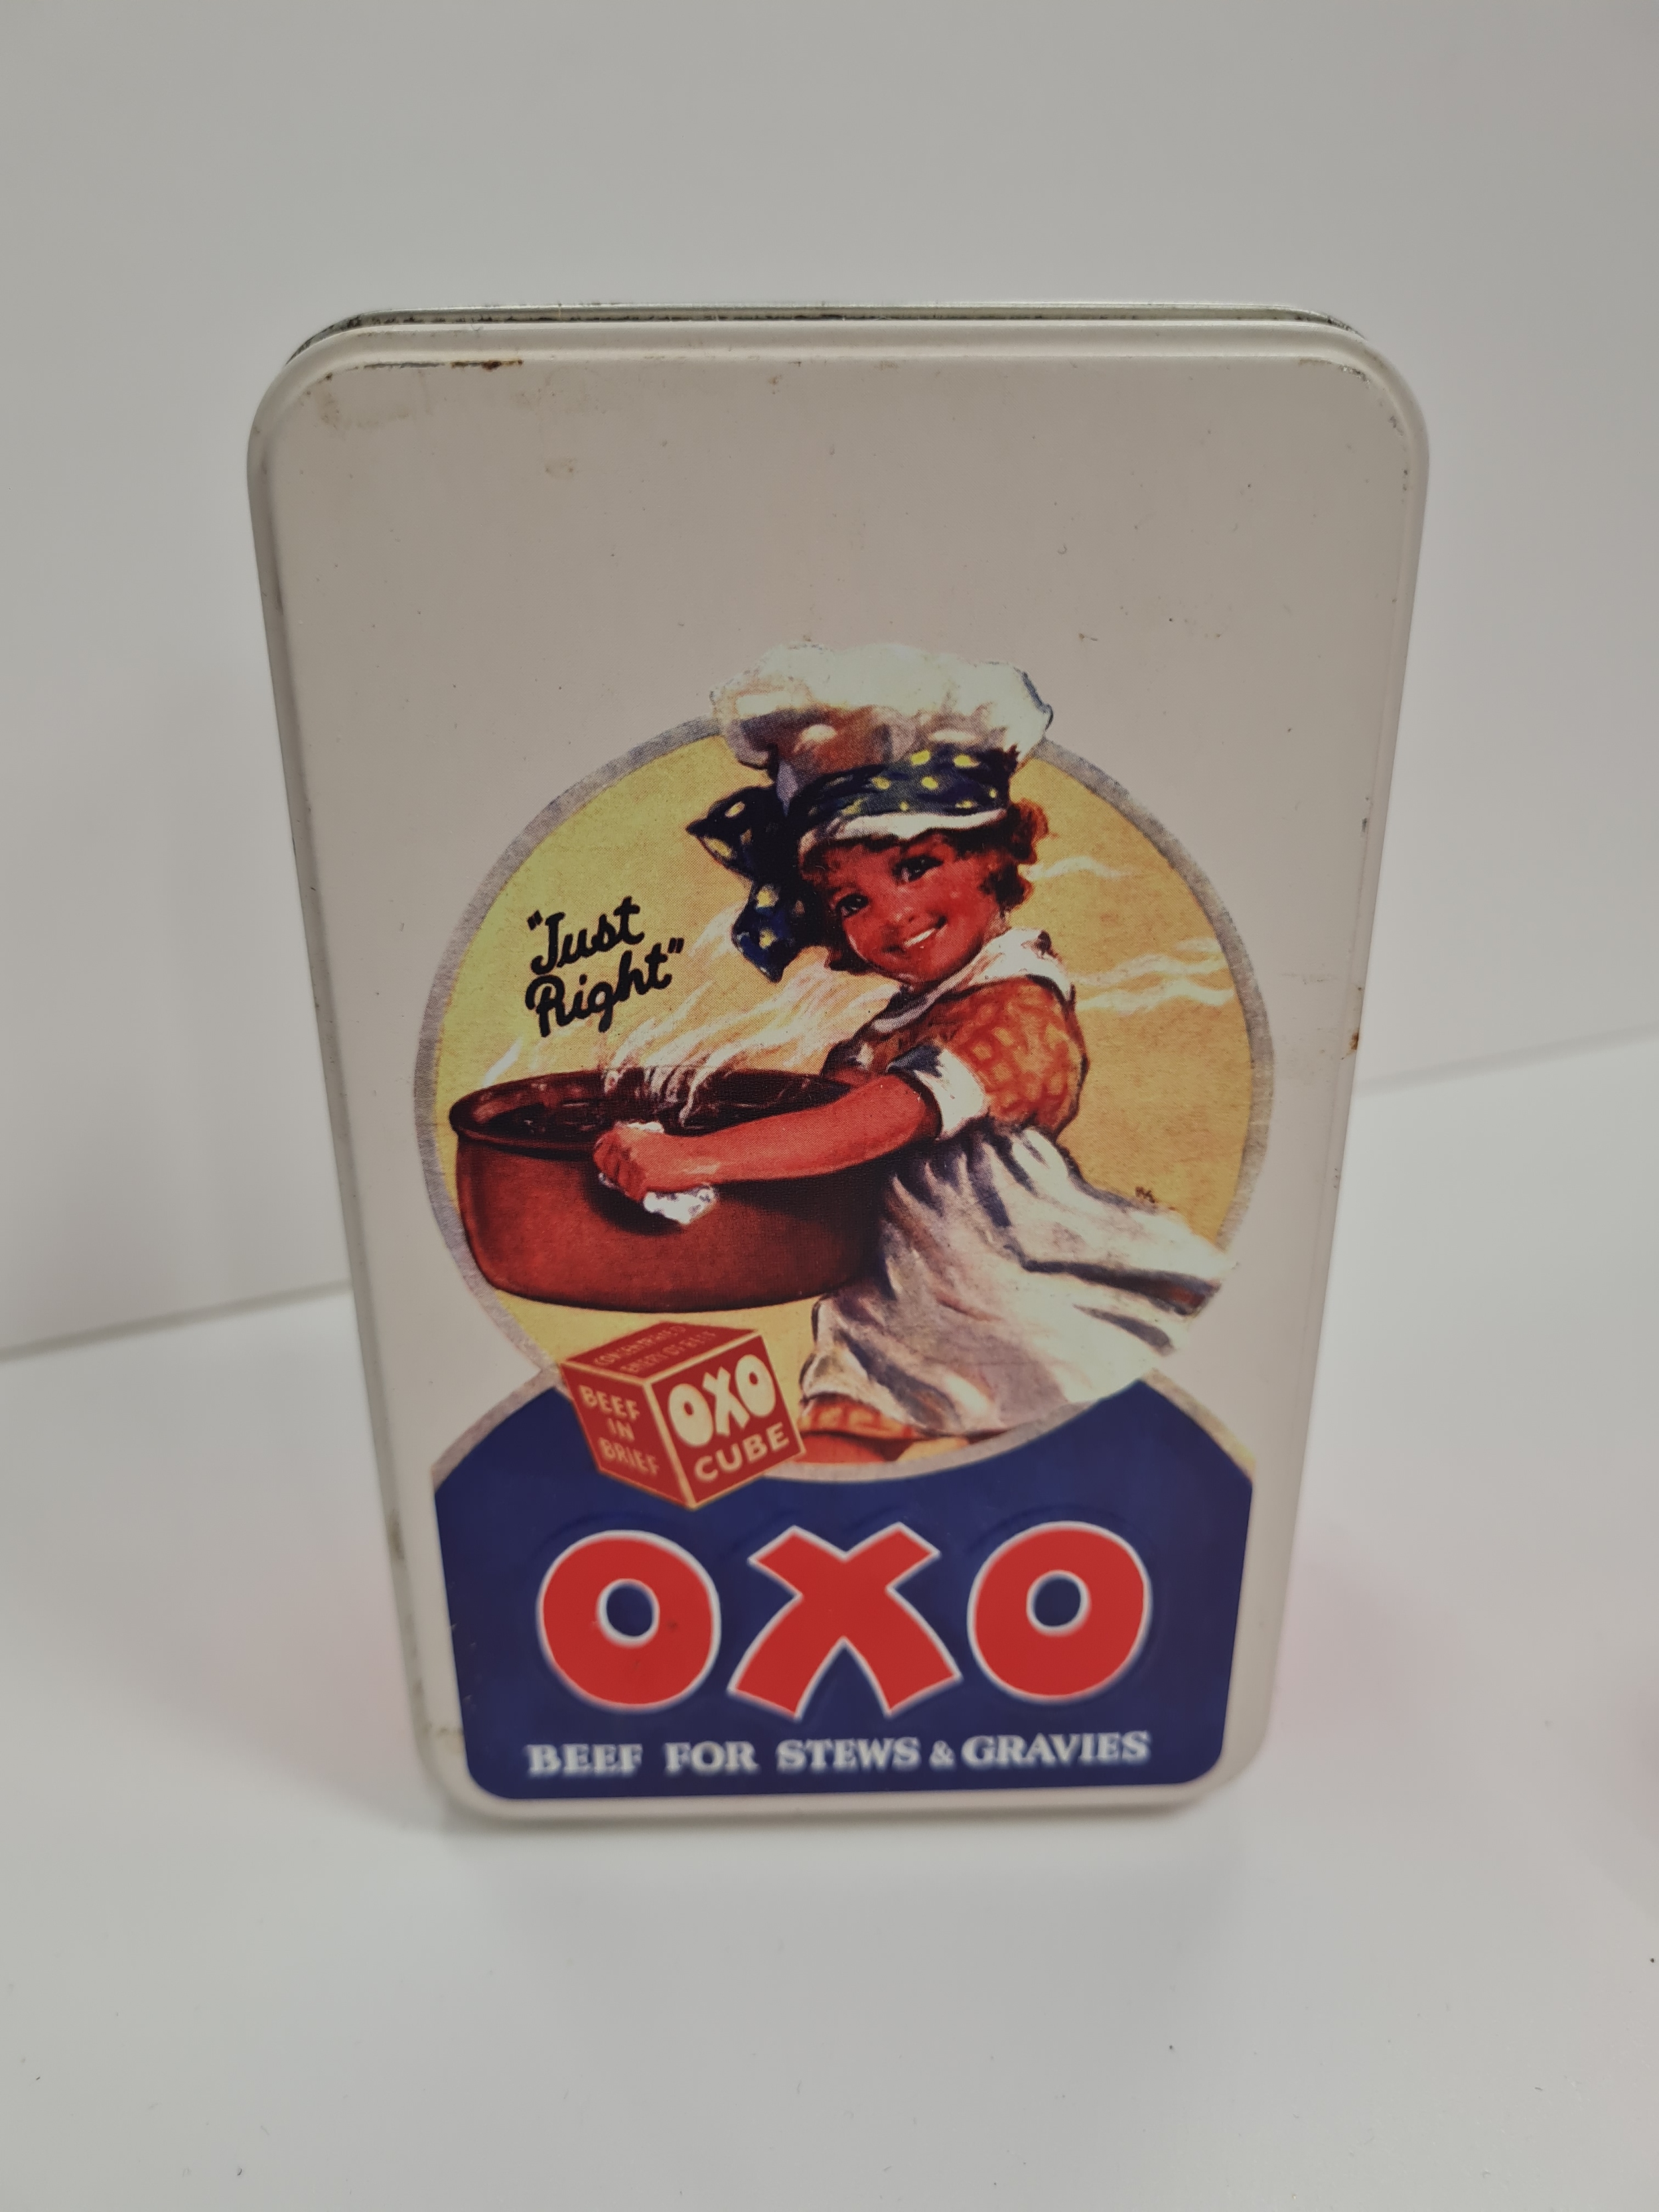 "Just
Right"
BEEF
IN
BRIEF
OXO
CUBE
OXO
BEEF FOR STEWS & GRAVIES